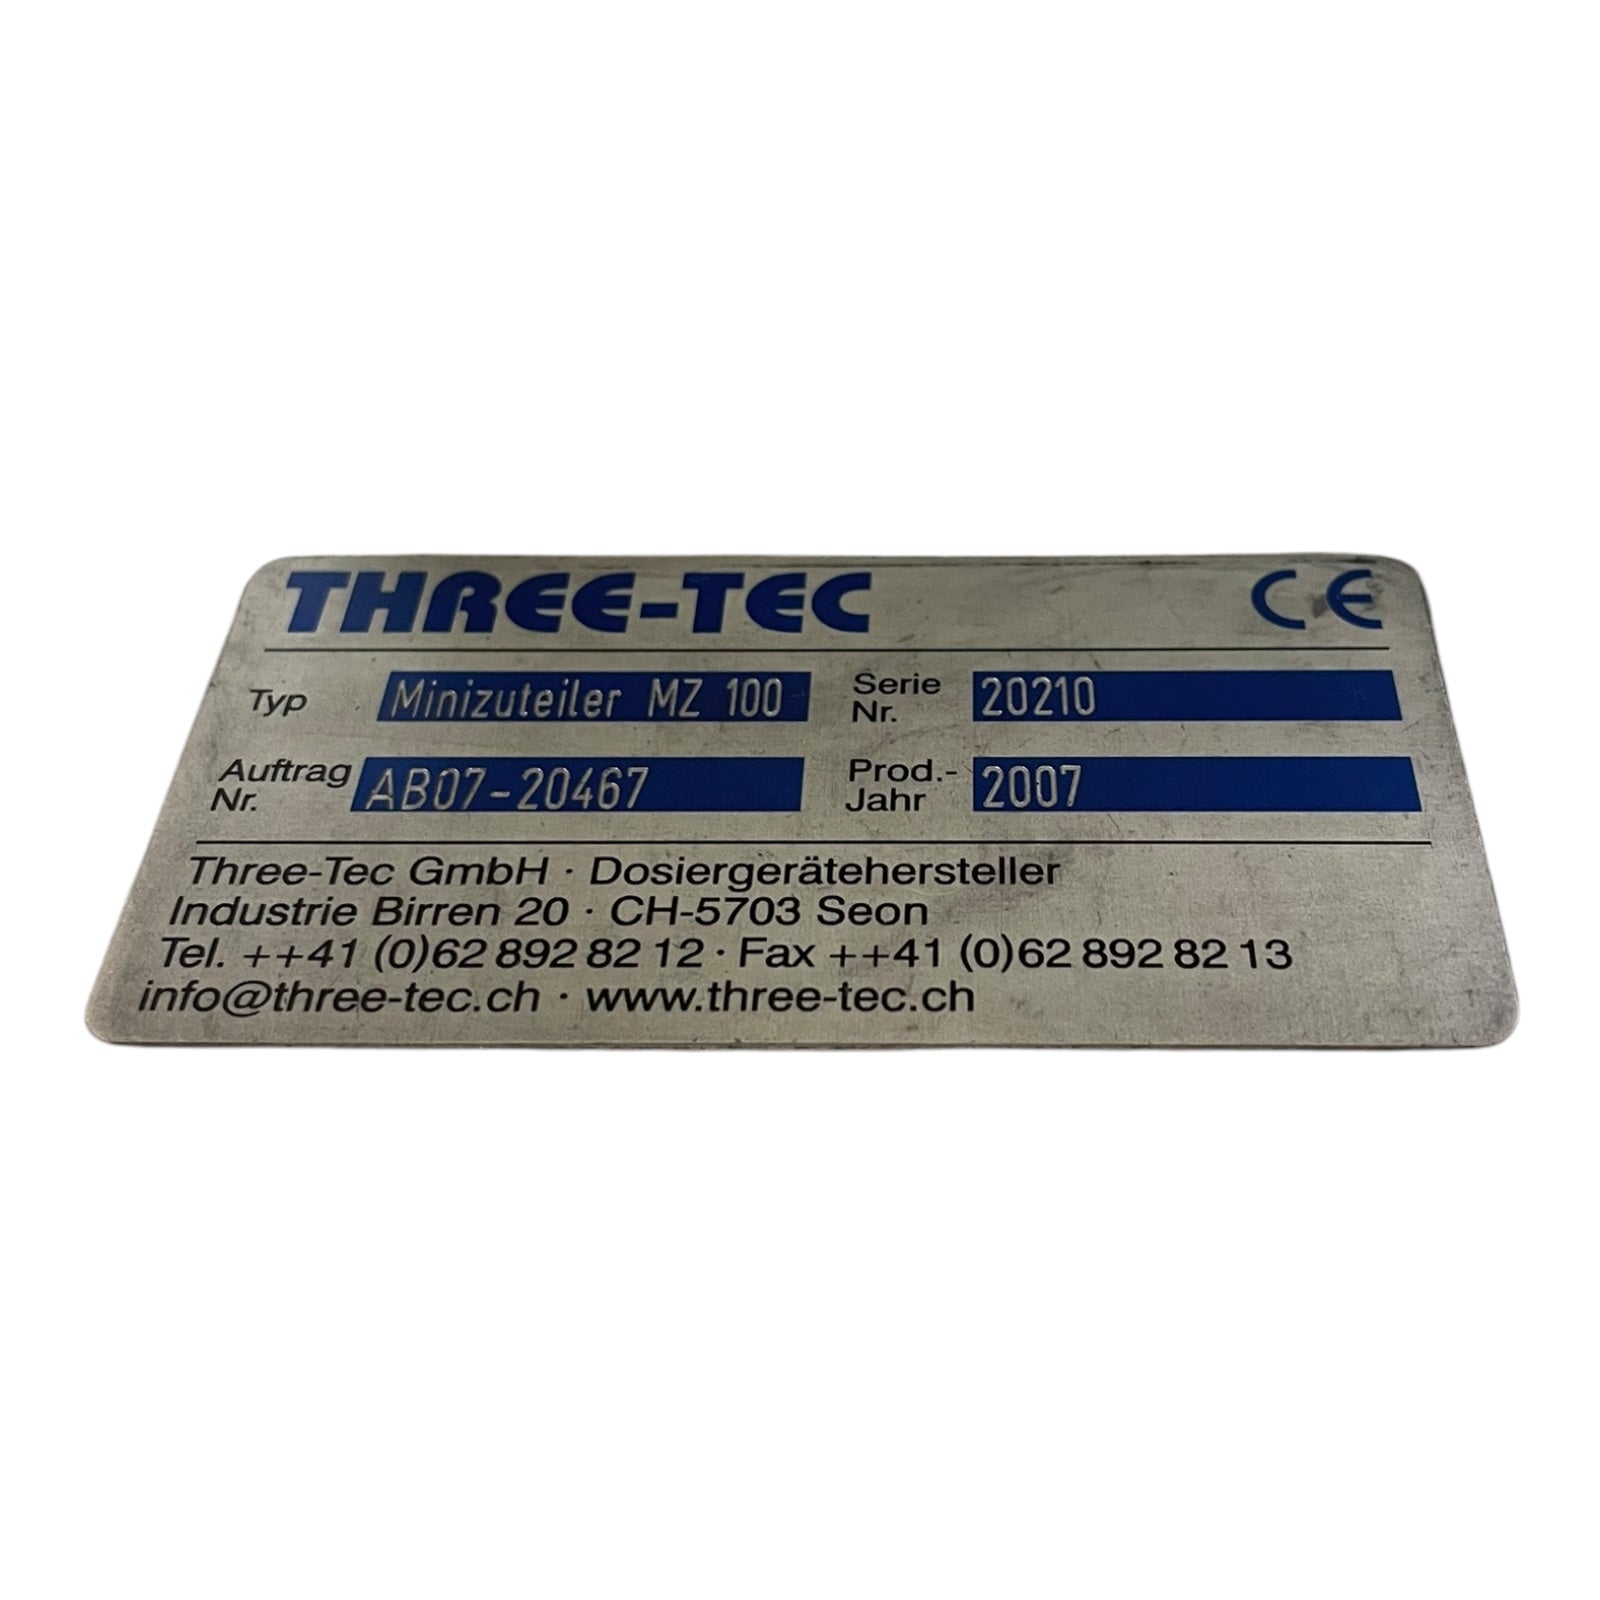 THREE-TEC CE
Typ Minizuteiler MZ 100 Serie Nr. 20210
Auftrag Nr. AB07-20467 Prod.-Jahr 2007
Three-Tec GmbH · Dosiergerätehersteller
Industrie Birren 20 · CH-5703 Seon
Tel. ++41 (0)62 892 82 12 · Fax ++41 (0)62 892 82 13
info@three-tec.ch · www.three-tec.ch